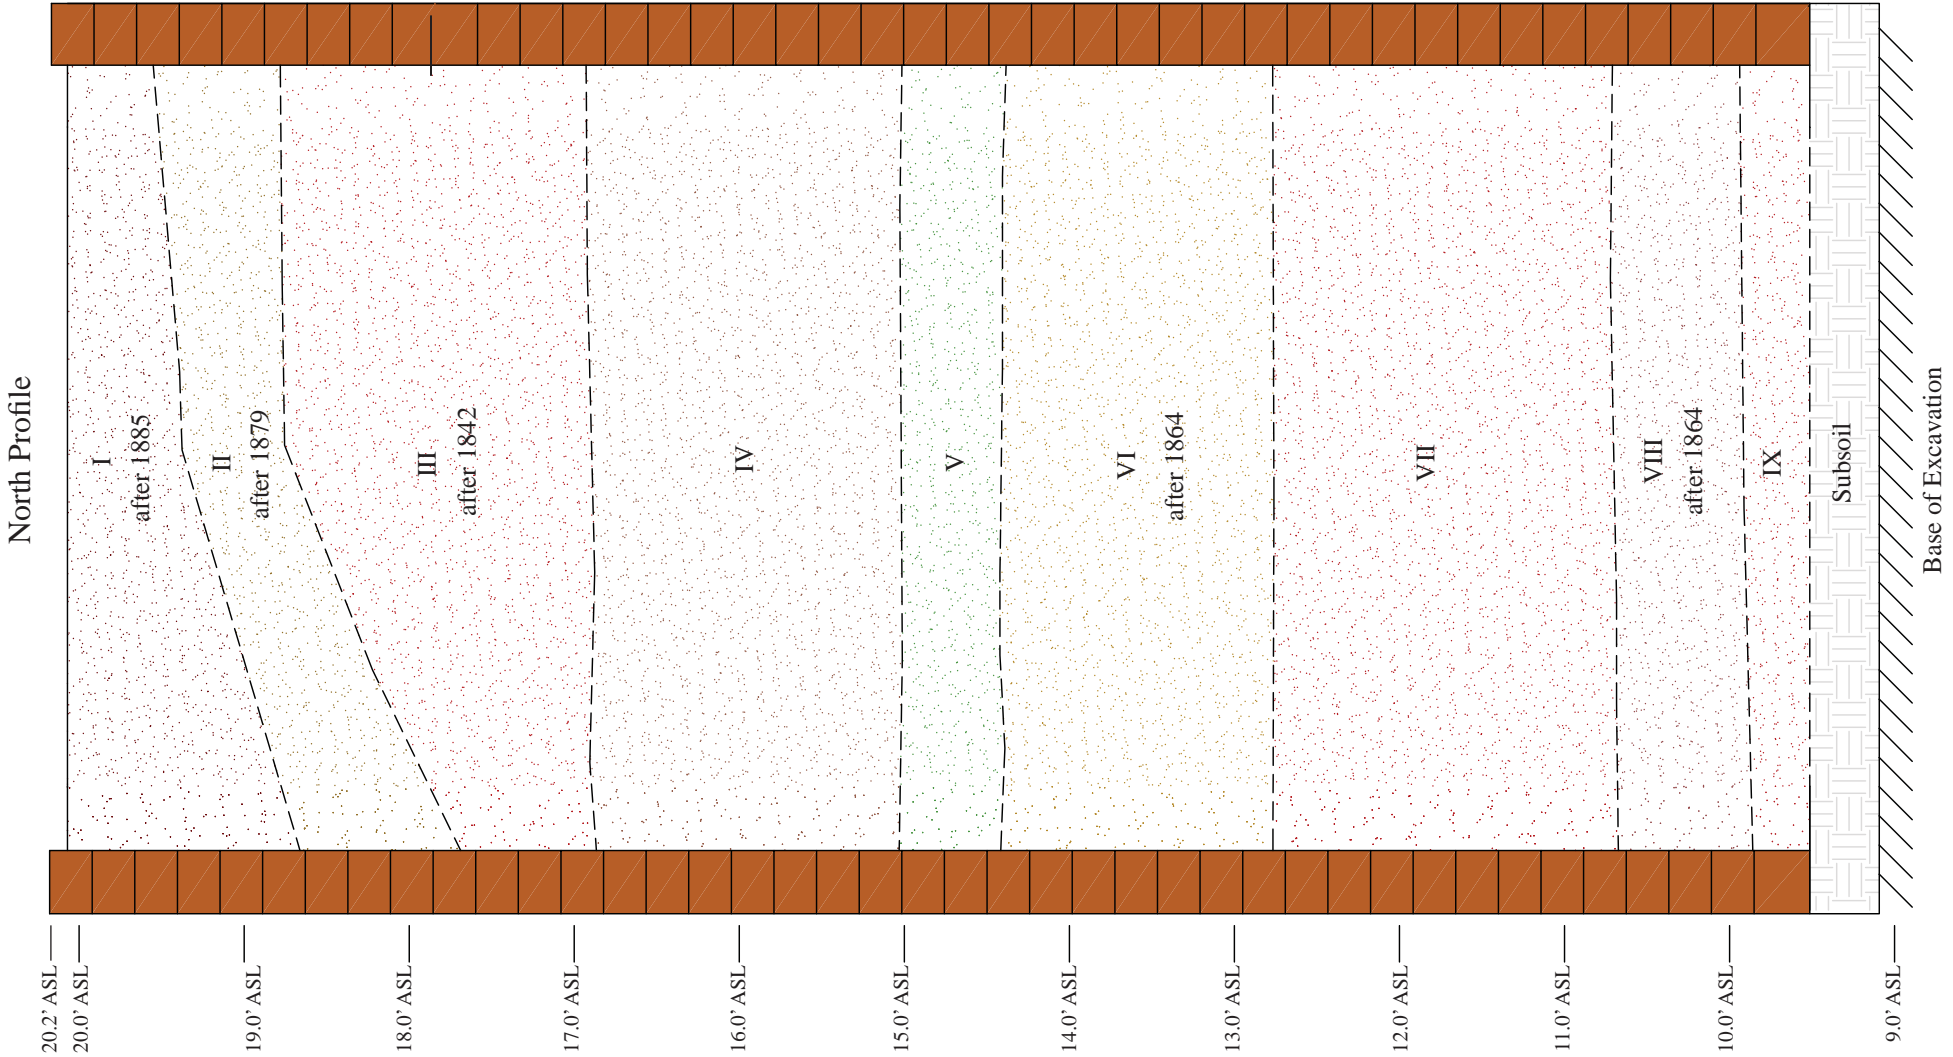 North Profile
20.2' ASL
20.0' ASL
I
after 1885
19.0' ASL
II
after 1879
18.0' ASL
III
after 1842
17.0' ASL
16.0' ASL
IV
15.0' ASL
V
14.0' ASL
VI
after 1864
13.0' ASL
12.0' ASL
VII
11.0' ASL
VIII
after 1864
10.0' ASL
IX
Subsoil
9.0' ASL
Base of Excavation